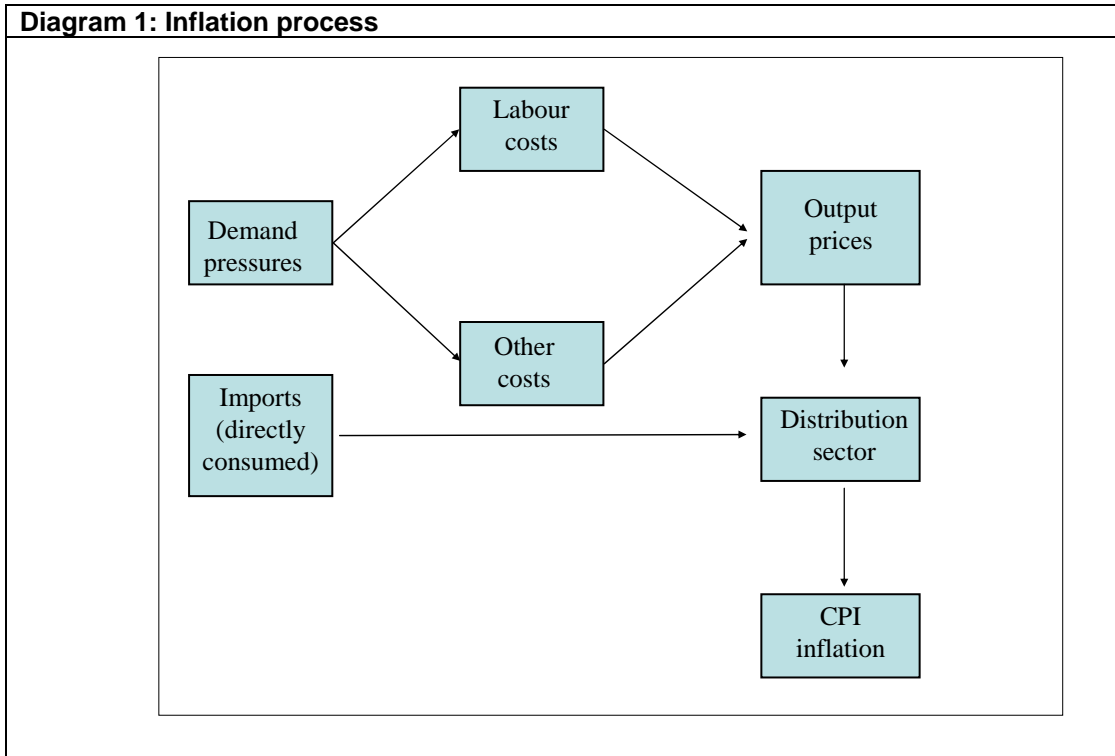 Diagram 1: Inflation process
Labour
costs
Demand
pressures
Output
prices
Other
costs
Imports
(directly
consumed)
Distribution
sector
CPI
inflation